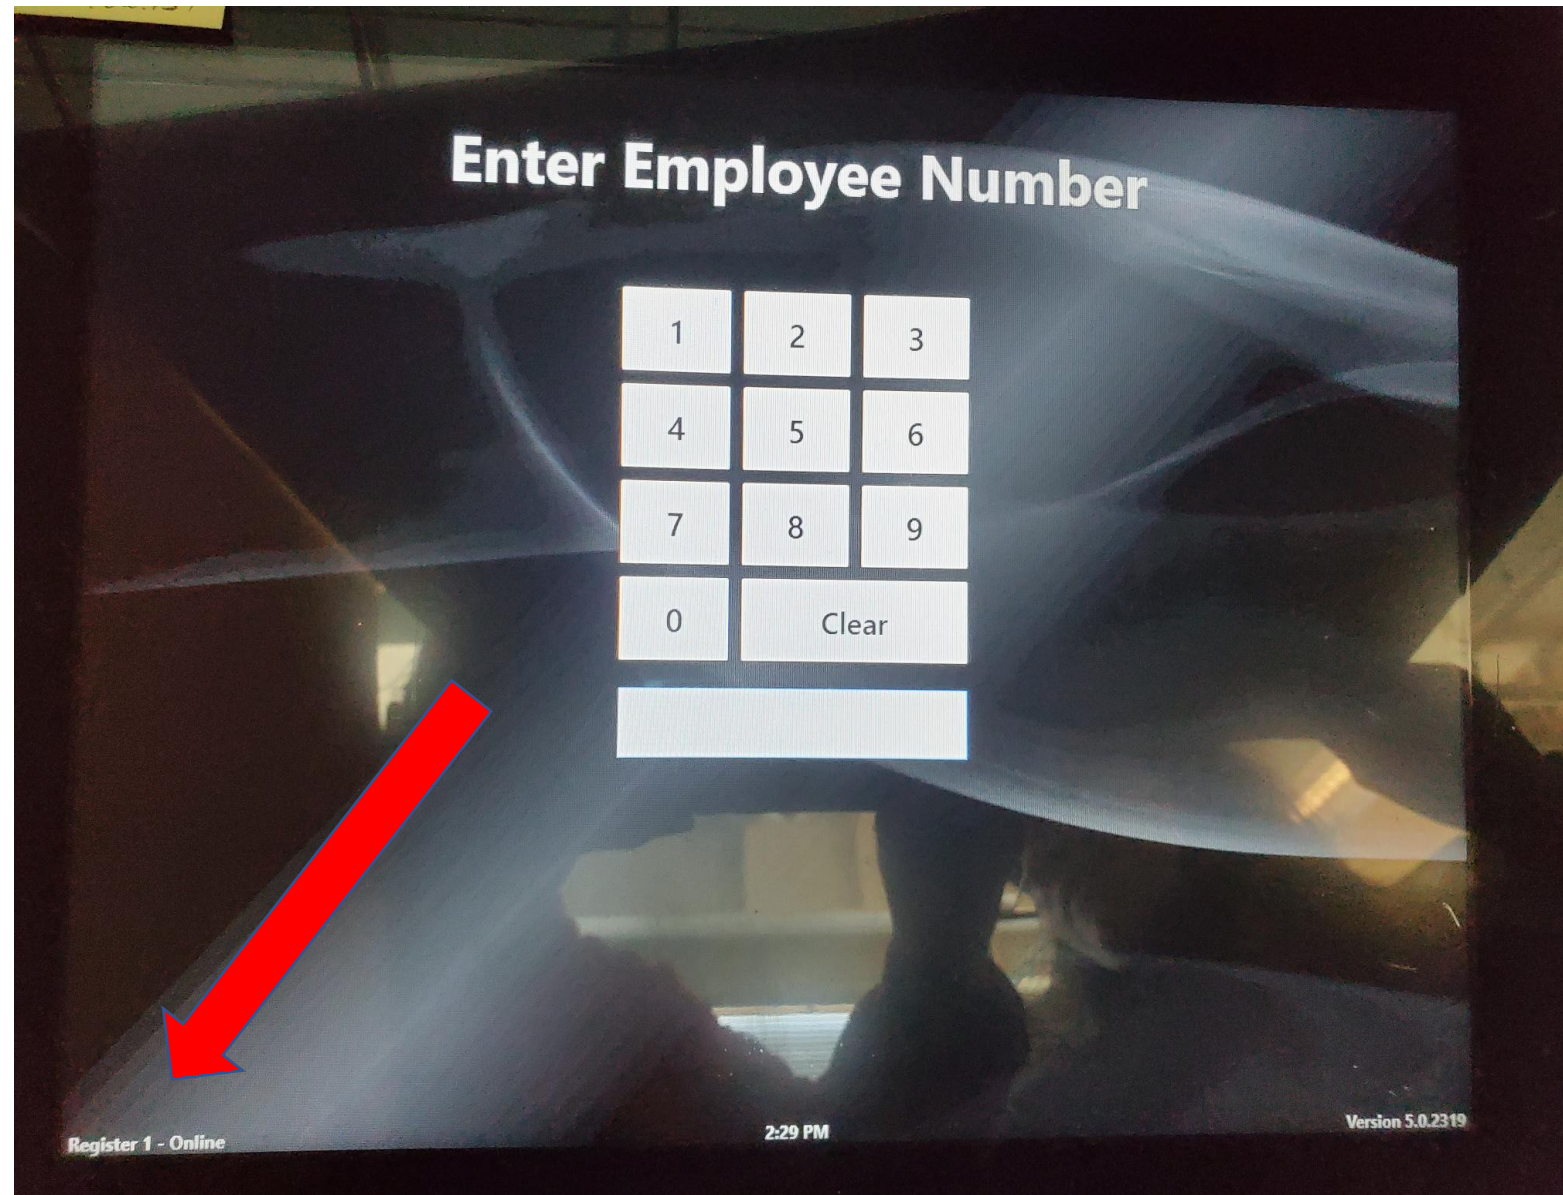 Enter Employee Number
1 2 3
4 5 6
7 8 9
0 Clear
Register 1 - Online
2:29 PM
Version 5.0.2319